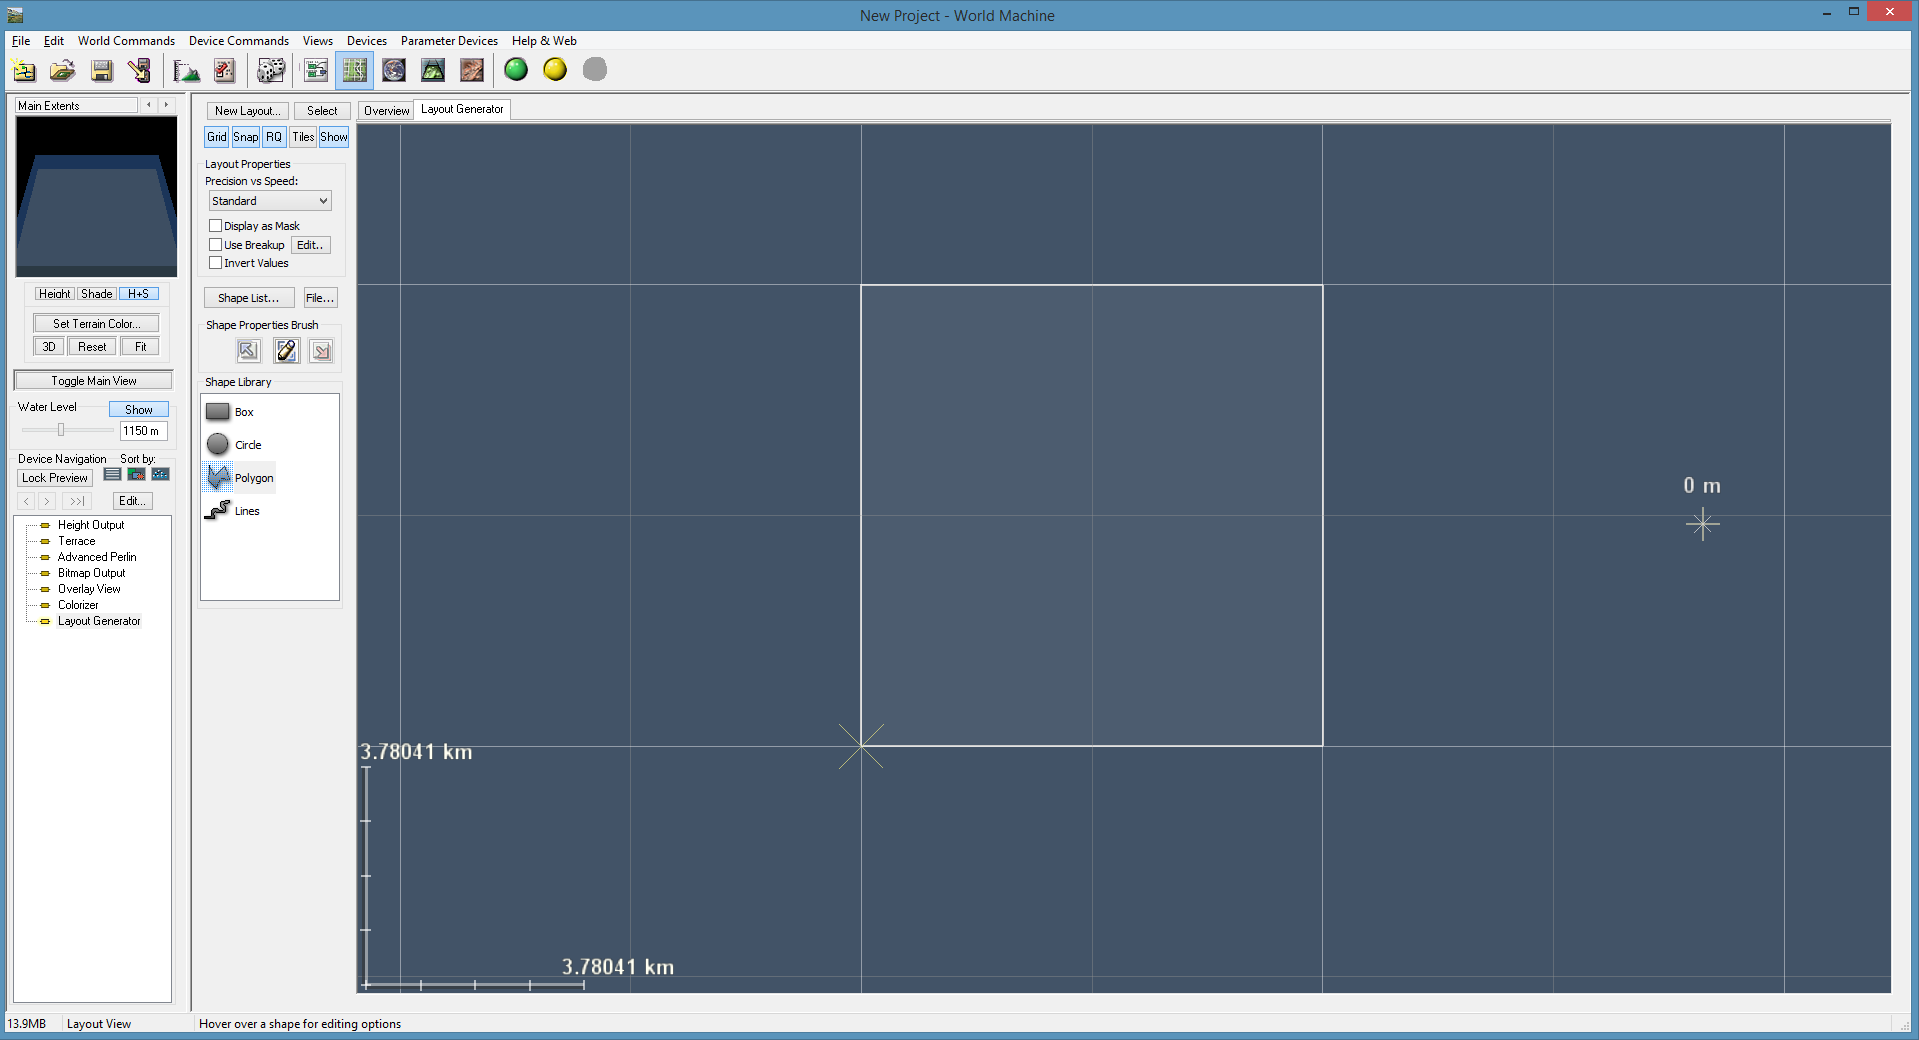 New Project - World Machine
File Edit World Commands Device Commands Views Devices Parameter Devices Help & Web
Main Extents
Height Shade H+S
Set Terrain Color...
3D Reset Fit
Toggle Main View
Water Level Show
1150 m
Device Navigation Sort by:
Lock Preview
< > >>| Edit...
Height Output
Terrace
Advanced Perlin
Bitmap Output
Overlay View
Colorizer
Layout Generator
New Layout... Select
Grid Snap RQ Tiles Show
Layout Properties
Precision vs Speed:
Standard
Display as Mask
Use Breakup Edit..
Invert Values
Shape List... File...
Shape Properties Brush
Shape Library
Box
Circle
Polygon
Lines
Overview Layout Generator
0 m
3.78041 km
3.78041 km
13.9MB Layout View Hover over a shape for editing options